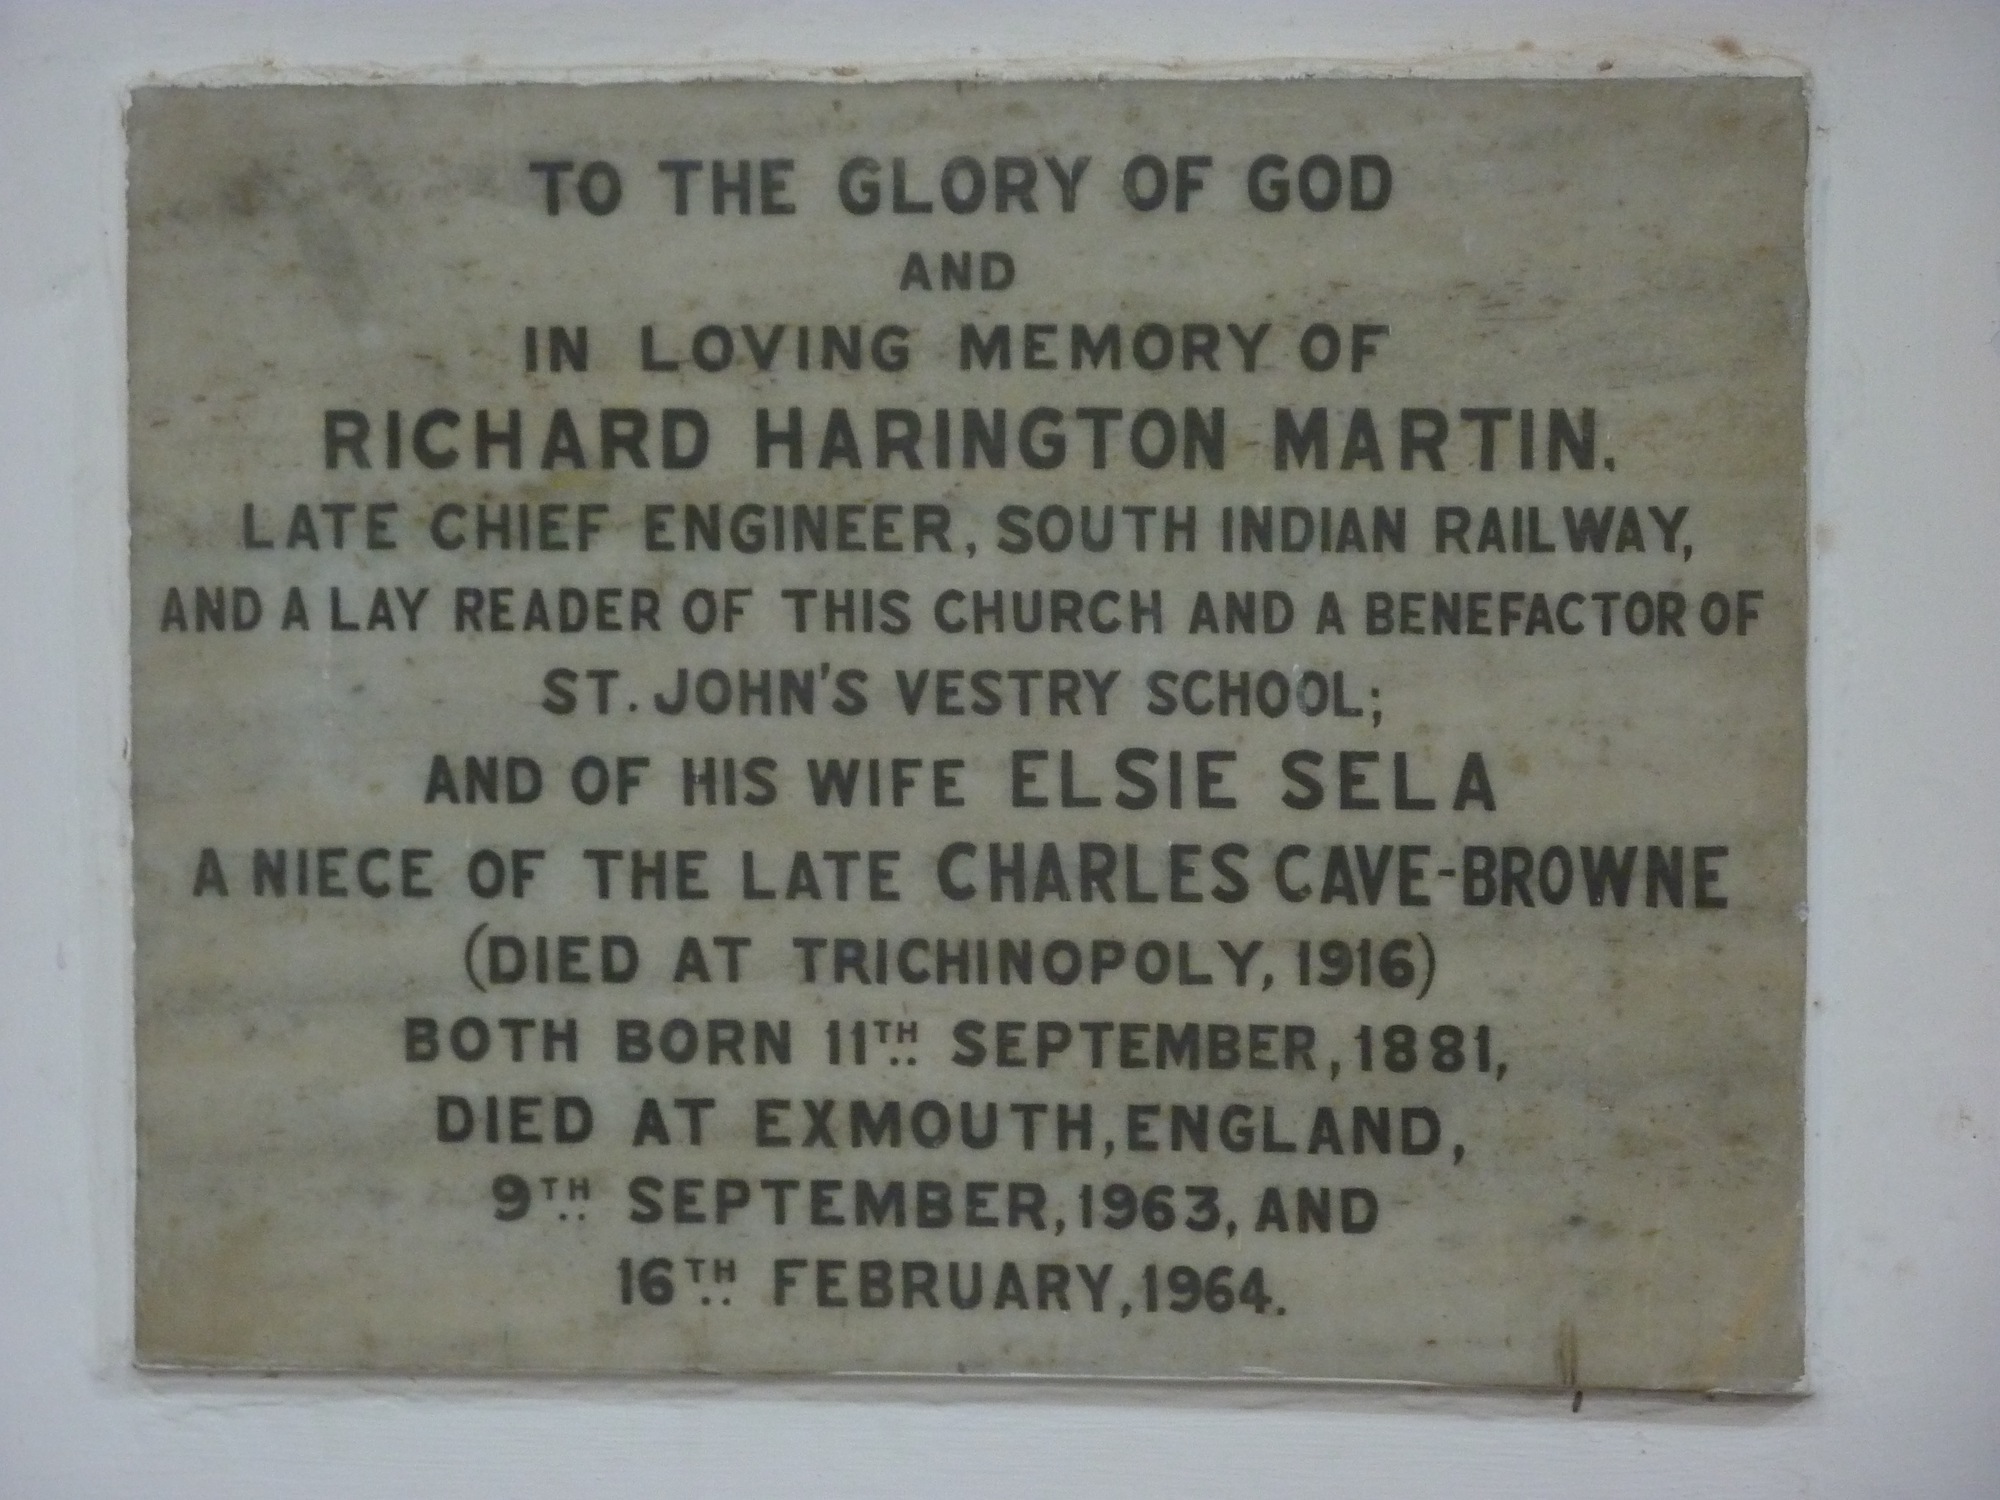 TO THE GLORY OF GOD
AND
IN LOVING MEMORY OF
RICHARD HARINGTON MARTIN.
LATE CHIEF ENGINEER, SOUTH INDIAN RAILWAY,
AND A LAY READER OF THIS CHURCH AND A BENEFACTOR OF
ST. JOHN'S VESTRY SCHOOL;
AND OF HIS WIFE ELSIE SELA
A NIECE OF THE LATE CHARLES CAVE-BROWNE
(DIED AT TRICHINOPOLY, 1916)
BOTH BORN 11TH SEPTEMBER, 1881,
DIED AT EXMOUTH, ENGLAND,
9TH SEPTEMBER, 1963, AND
16TH FEBRUARY, 1964.